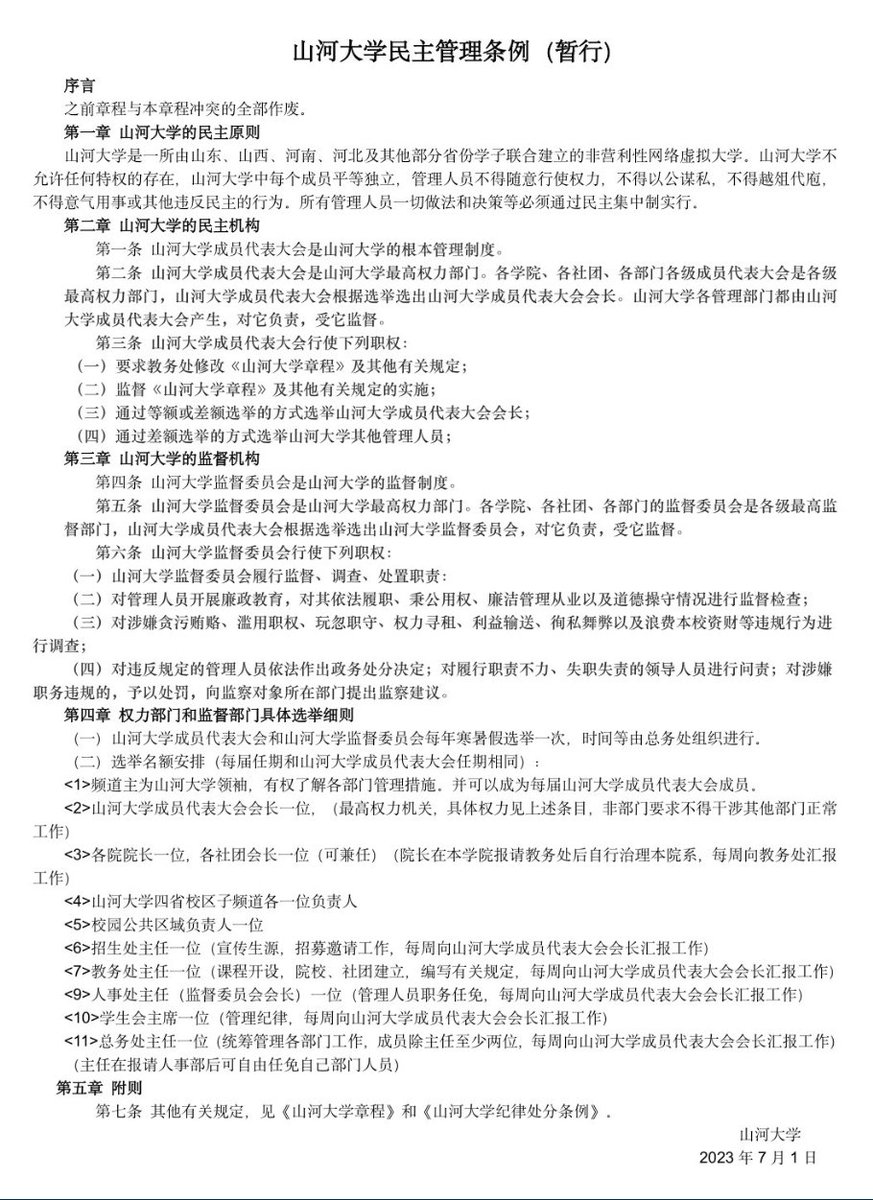 山河大学民主管理条例（暂行）
序言
之前章程与本章程冲突的全部作废。
第一章 山河大学的民主原则
山河大学是一所由山东、山西、河南、河北及其他部分省份学子联合建立的非营利性网络虚拟大学。山河大学不
允许任何特权的存在，山河大学中每个成员平等独立，管理人员不得随意行使权力，不得以公谋私，不得越俎代庖，
不得意气用事或其他违反民主的行为。所有管理人员一切做法和决策等必须通过民主集中制实行。
第二章 山河大学的民主机构
第一条 山河大学成员代表大会是山河大学的根本管理制度。
第二条 山河大学成员代表大会是山河大学最高权力部门。各学院、各社团、各部门各级成员代表大会是各级
最高权力部门，山河大学成员代表大会根据选举选出山河大学成员代表大会会长。山河大学各管理部门都由山河
大学成员代表大会产生，对它负责，受它监督。
第三条 山河大学成员代表大会行使下列职权：
（一）要求教务处修改《山河大学章程》及其他有关规定；
（二）监督《山河大学章程》及其他有关规定的实施；
（三）通过等额或差额选举的方式选举山河大学成员代表大会会长；
（四）通过差额选举的方式选举山河大学其他管理人员；
第三章 山河大学的监督机构
第四条 山河大学监督委员会是山河大学的监督制度。
第五条 山河大学监督委员会是山河大学最高权力部门。各学院、各社团、各部门的监督委员会是各级最高监
督部门，山河大学成员代表大会根据选举选出山河大学监督委员会，对它负责，受它监督。
第六条 山河大学监督委员会行使下列职权：
（一）山河大学监督委员会履行监督、调查、处置职责：
（二）对管理人员开展廉政教育，对其依法履职、秉公用权、廉洁管理从业以及道德操守情况进行监督检查；
（三）对涉嫌贪污贿赂、滥用职权、玩忽职守、权力寻租、利益输送、徇私舞弊以及浪费本校资财等违规行为进
行调查；
（四）对违反规定的管理人员依法作出政务处分决定；对履行职责不力、失职失责的领导人员进行问责；对涉嫌
职务违规的，予以处罚，向监察对象所在部门提出监察建议。
第四章 权力部门和监督部门具体选举细则
（一）山河大学成员代表大会和山河大学监督委员会每年寒暑假选举一次，时间等由总务处组织进行。
（二）选举名额安排（每届任期和山河大学成员代表大会任期相同）：
<1>频道主为山河大学领袖，有权了解各部门管理措施。并可以成为每届山河大学成员代表大会成员。
<2>山河大学成员代表大会会长一位，（最高权力机关，具体权力见上述条目，非部门要求不得干涉其他部门正常
工作）
<3>各院院长一位，各社团会长一位（可兼任）（院长在本学院报请教务处后自行治理本院系，每周向教务处汇报
工作）
<4>山河大学四省校区子频道各一位负责人
<5>校园公共区域负责人一位
<6>招生处主任一位（宣传生源，招募邀请工作，每周向山河大学成员代表大会会长汇报工作）
<7>教务处主任一位（课程开设，院校、社团建立，编写有关规定，每周向山河大学成员代表大会会长汇报工作）
<9>人事处主任（监督委员会会长）一位（管理人员职务任免，每周向山河大学成员代表大会会长汇报工作）
<10>学生会主席一位（管理纪律，每周向山河大学成员代表大会会长汇报工作）
<11>总务处主任一位（统筹管理各部门工作，成员除主任至少两位，每周向山河大学成员代表大会会长汇报工作）
（主任在报请人事部后可自由任免自己部门人员）
第五章 附则
第七条 其他有关规定，见《山河大学章程》和《山河大学纪律处分条例》。
山河大学
2023 年 7 月 1 日